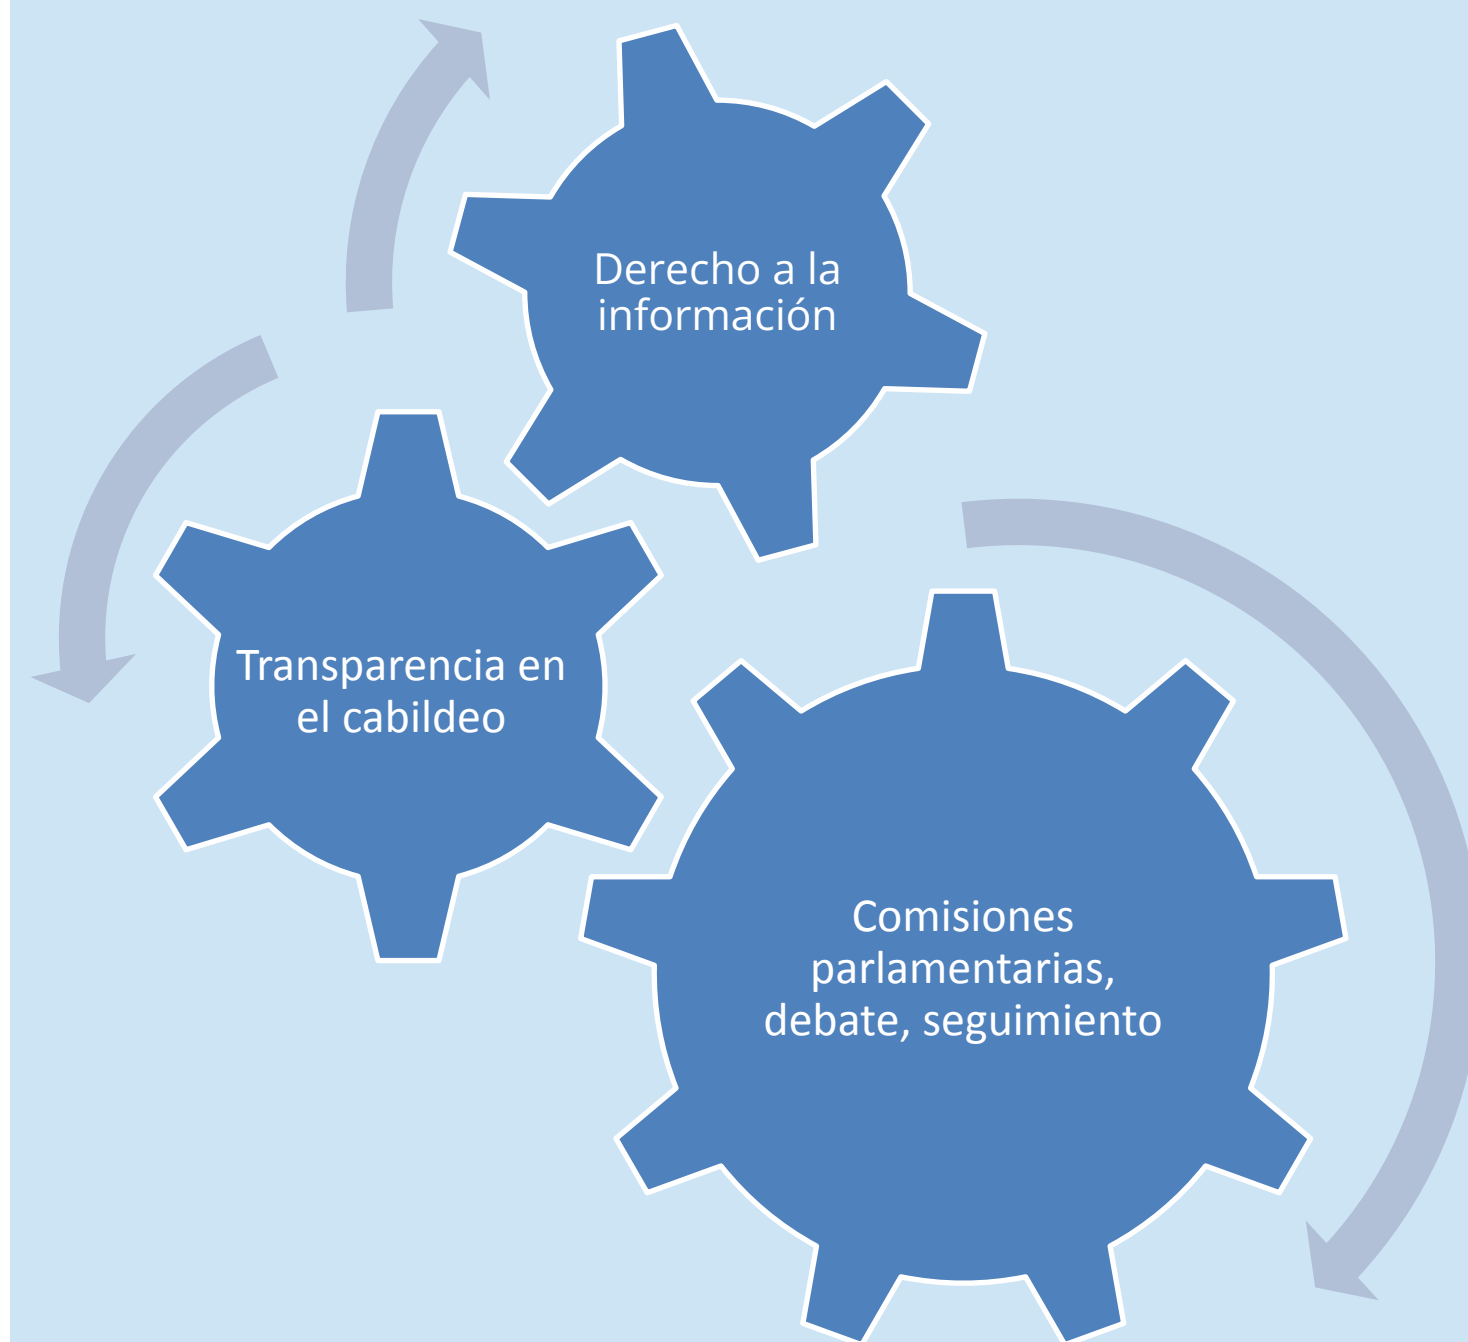 Derecho a la
información
Transparencia en
el cabildeo
Comisiones
parlamentarias,
debate, seguimiento